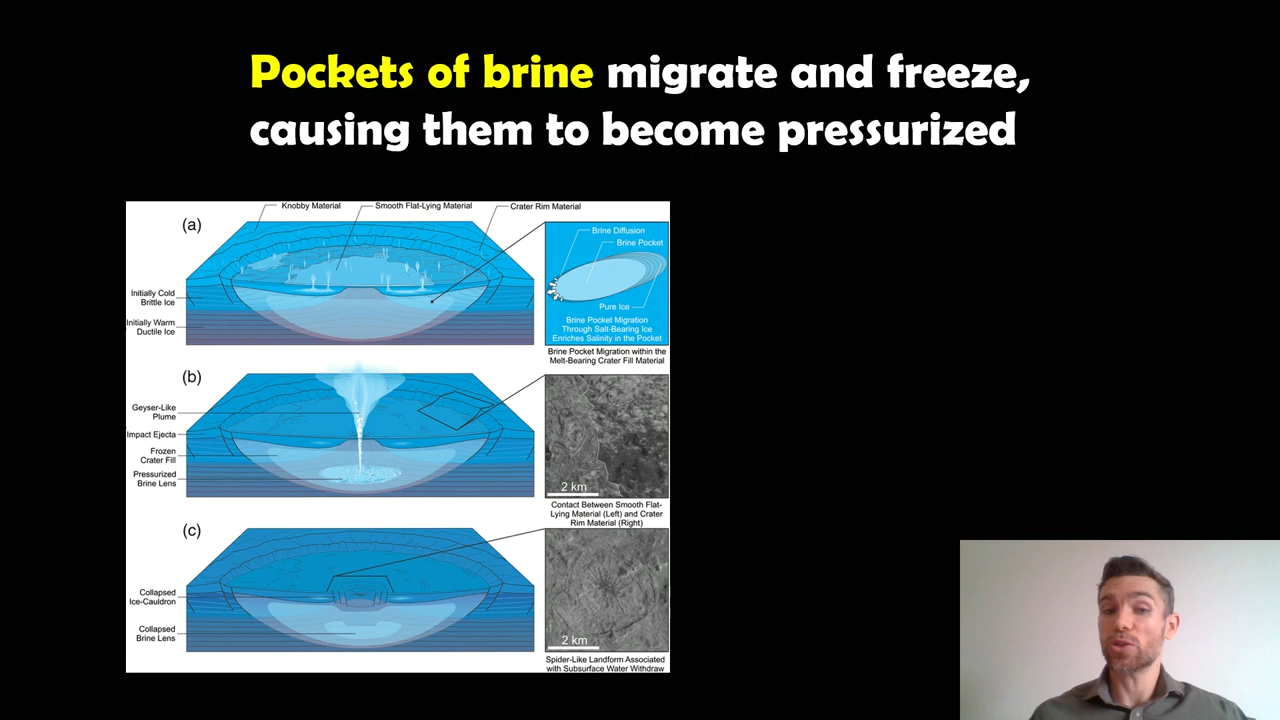 Pockets of brine migrate and freeze,
causing them to become pressurized
(a)
Knobby Material
Smooth Flat-Lying Material
Crater Rim Material
Initially Cold
Brittle Ice
Initially Warm
Ductile Ice
Brine Diffusion
Brine Pocket
Pure Ice
Brine Pocket Migration
Through Salt-Bearing Ice
Enriches Salinity in the Pocket
Brine Pocket Migration within the
Melt-Bearing Crater Fill Material
(b)
Geyser-Like
Plume
Impact Ejecta
Frozen
Crater Fill
Pressurized
Brine Lens
2 km
Contact Between Smooth Flat-
Lying Material (Left) and Crater
Rim Material (Right)
(c)
Collapsed
Ice-Cauldron
Collapsed
Brine Lens
2 km
Spider-Like Landform Associated
with Subsurface Water Withdraw